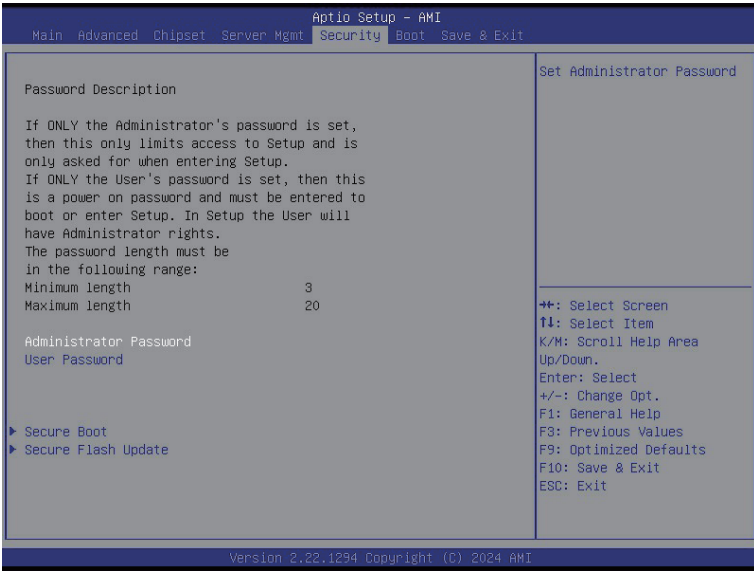 Aptio Setup - AMI
Main Advanced Chipset Server Mgmt Security Boot Save & Exit
Password Description
If ONLY the Administrator's password is set,
then this only limits access to Setup and is
only asked for when entering Setup.
If ONLY the User's password is set, then this
is a power on password and must be entered to
boot or enter Setup. In Setup the User will
have Administrator rights.
The password length must be
in the following range:
Minimum length 3
Maximum length 20
Administrator Password
User Password
▶ Secure Boot
▶ Secure Flash Update
Set Administrator Password
→←: Select Screen
↑↓: Select Item
K/M: Scroll Help Area
Up/Down.
Enter: Select
+/-: Change Opt.
F1: General Help
F3: Previous Values
F9: Optimized Defaults
F10: Save & Exit
ESC: Exit
Version 2.22.1294 Copyright (C) 2024 AMI